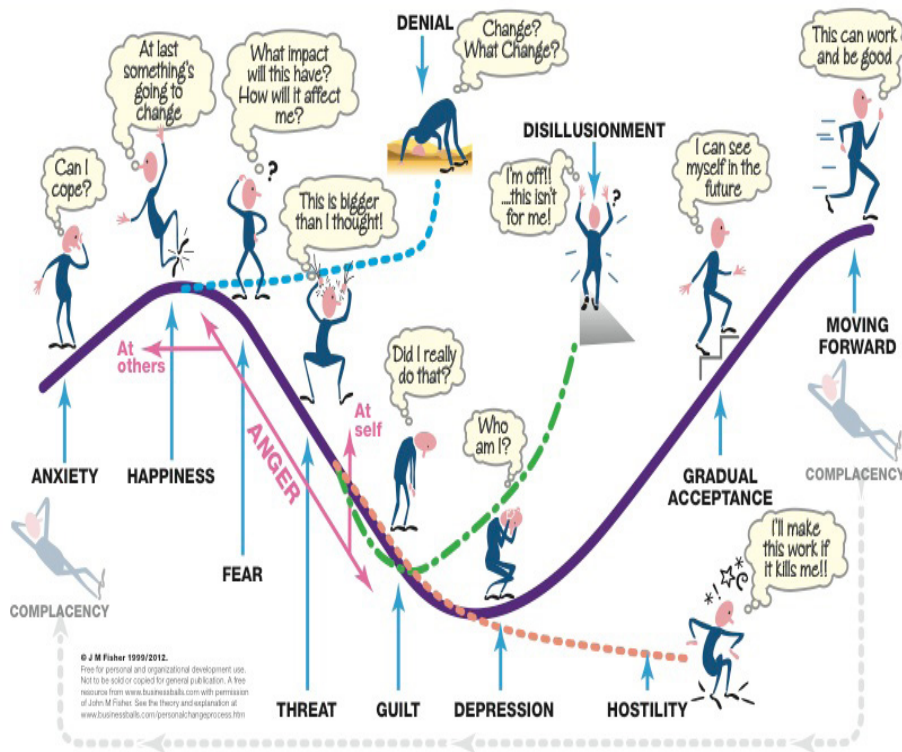 DENIAL
Change?
What Change?
This can work
and be good
At last
something's
going to
change
What impact
will this have?
How will it affect
me?
?
DISILLUSIONMENT
I'm off!!
....this isn't
for me!
?
I can see
myself in the
future
Can I
cope?
This is bigger
than I thought!
At
others
ANGER
At
self
Did I really
do that?
Who
am I?
MOVING
FORWARD
ANXIETY
HAPPINESS
GRADUAL
ACCEPTANCE
COMPLACENCY
FEAR
COMPLACENCY
I'll make
this work if
it kills me!!
*!
*
© J M Fisher 1999/2012.
Free for personal and organizational development use.
Not to be sold or copied for general publication. A free
resource from www.businessballs.com with permission
of John M Fisher. See the theory and explanation at
www.businessballs.com/personalchangeprocess.htm
THREAT
GUILT
DEPRESSION
HOSTILITY